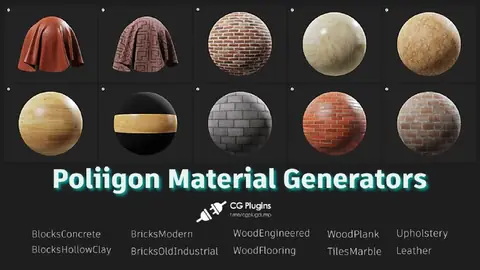 Poliigon Material Generators
CG Plugins
BlocksConcrete BricksModern WoodEngineered WoodPlank Upholstery
BlocksHollowClay BricksOldIndustrial WoodFlooring TilesMarble Leather